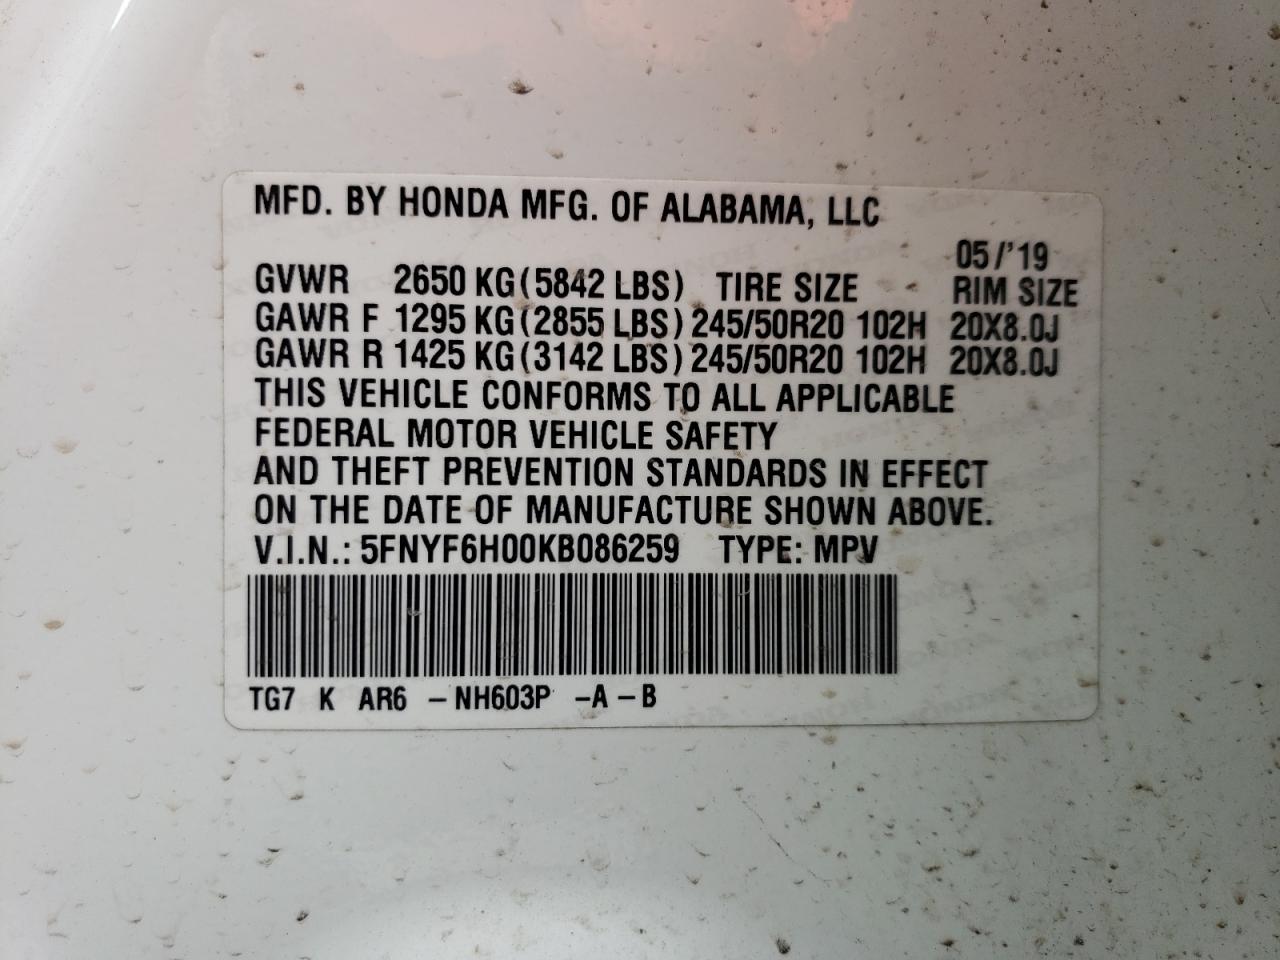 MFD. BY HONDA MFG. OF ALABAMA, LLC
05/'19
GVWR 2650 KG(5842 LBS) TIRE SIZE RIM SIZE
GAWR F 1295 KG(2855 LBS)245/50R20 102H 20X8.0J
GAWR R 1425 KG(3142 LBS)245/50R20 102H 20X8.0J
THIS VEHICLE CONFORMS TO ALL APPLICABLE
FEDERAL MOTOR VEHICLE SAFETY
AND THEFT PREVENTION STANDARDS IN EFFECT
ON THE DATE OF MANUFACTURE SHOWN ABOVE.
V.I.N.: 5FNYF6H00KB086259 TYPE: MPV
TG7 K AR6 –NH603P –A–B